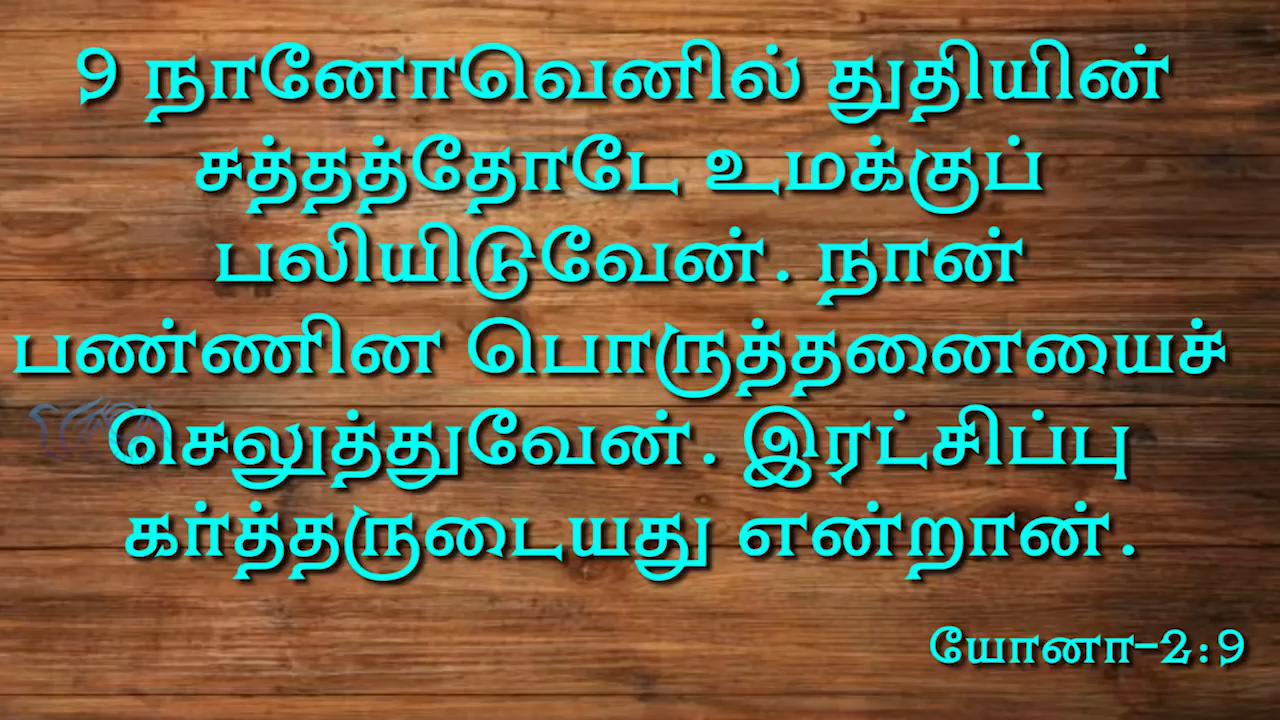 9 நானோவெனில் துதியின்
சத்தத்தோடே உமக்குப்
பலியிடுவேன். நான்
பண்ணின பொருத்தனையைச்
செலுத்துவேன். இரட்சிப்பு
கர்த்தருடையது என்றான்.
யோனா-2:9